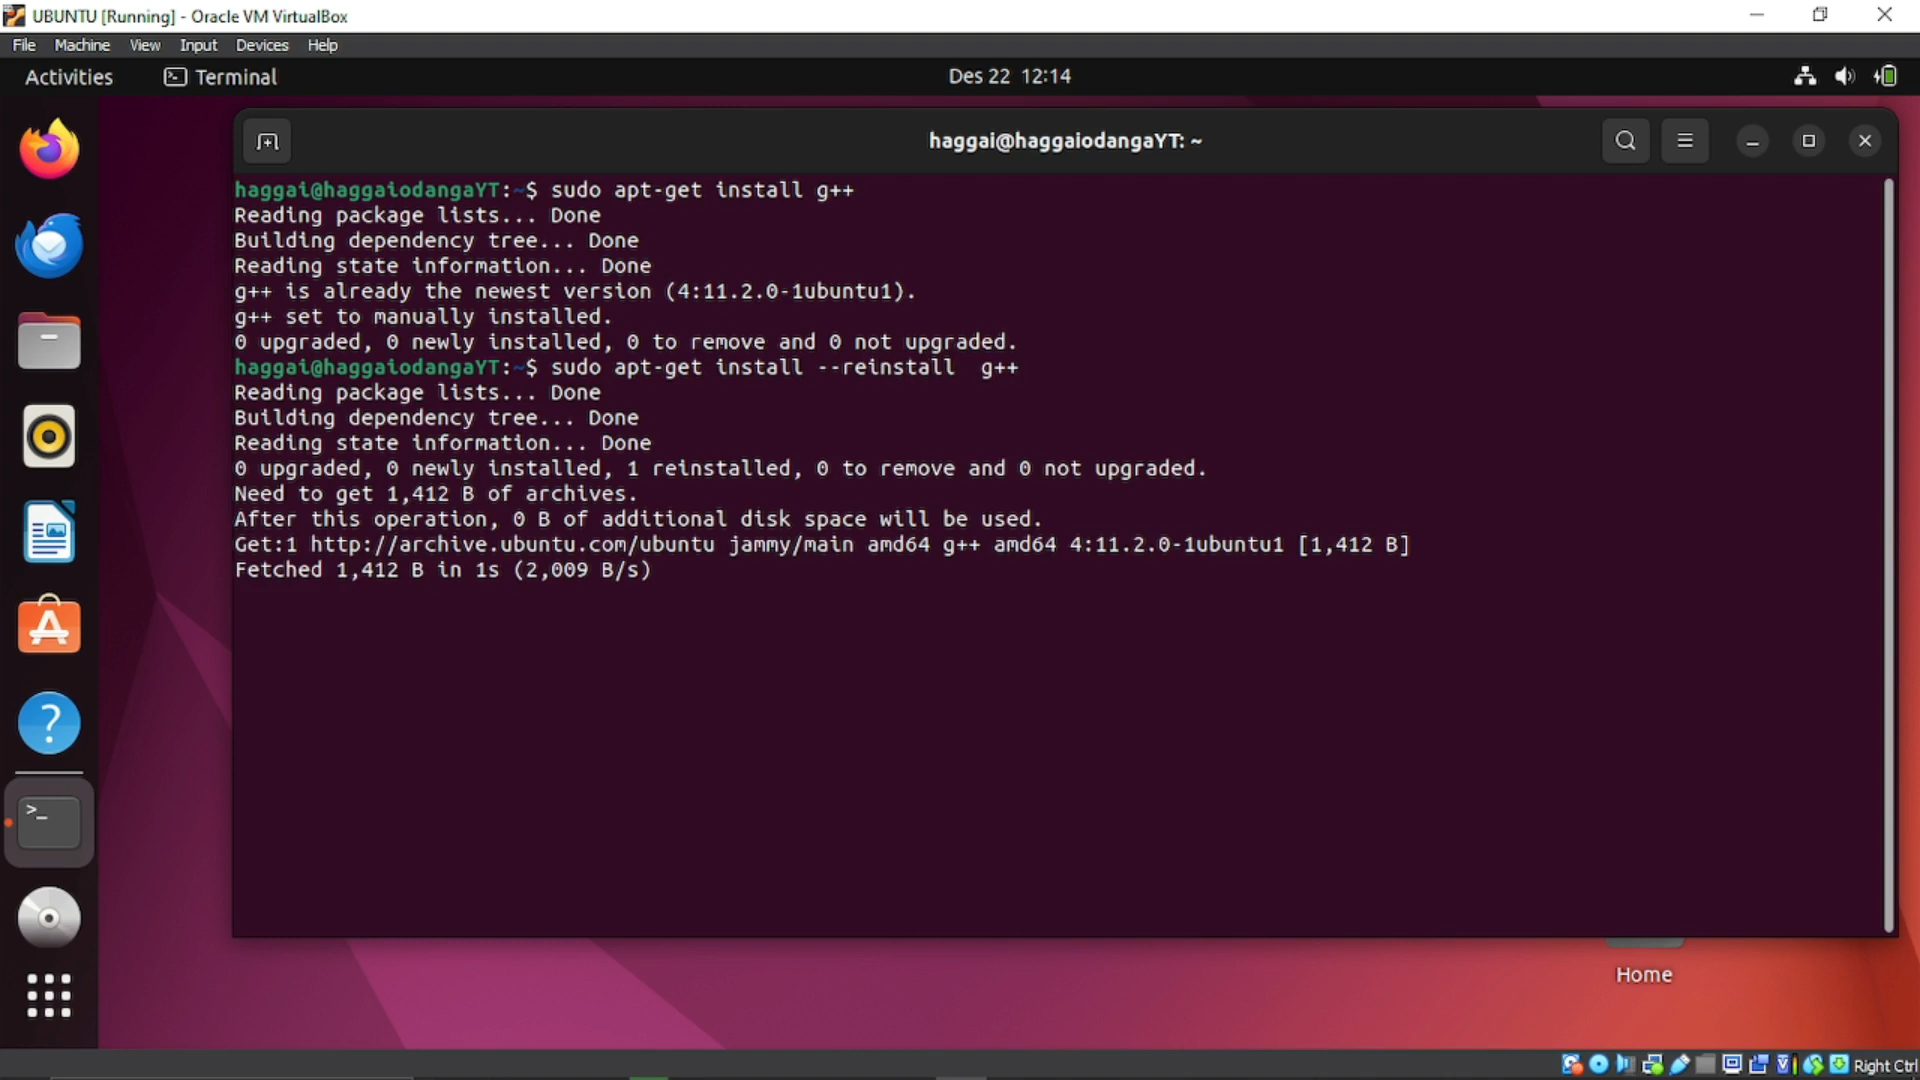 UBUNTU [Running] - Oracle VM VirtualBox
File Machine View Input Devices Help
Activities Terminal Des 22 12:14
haggai@haggaiodangaYT: ~
haggai@haggaiodangaYT:~$ sudo apt-get install g++
Reading package lists... Done
Building dependency tree... Done
Reading state information... Done
g++ is already the newest version (4:11.2.0-1ubuntu1).
g++ set to manually installed.
0 upgraded, 0 newly installed, 0 to remove and 0 not upgraded.
haggai@haggaiodangaYT:~$ sudo apt-get install --reinstall  g++
Reading package lists... Done
Building dependency tree... Done
Reading state information... Done
0 upgraded, 0 newly installed, 1 reinstalled, 0 to remove and 0 not upgraded.
Need to get 1,412 B of archives.
After this operation, 0 B of additional disk space will be used.
Get:1 http://archive.ubuntu.com/ubuntu jammy/main amd64 g++ amd64 4:11.2.0-1ubuntu1 [1,412 B]
Fetched 1,412 B in 1s (2,009 B/s)
Home
Right Ctrl